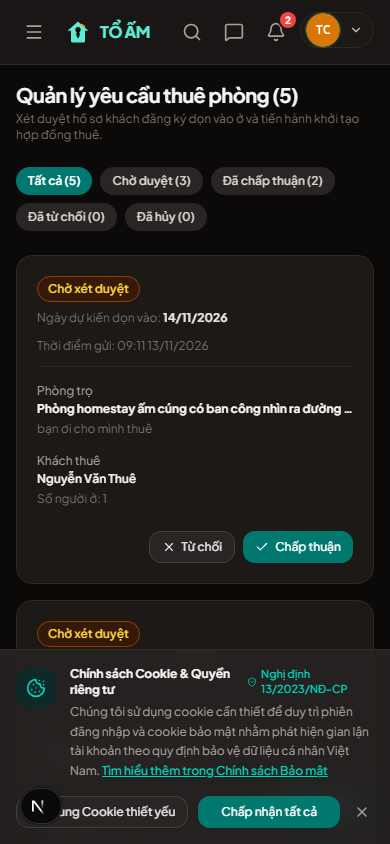 TỔ ẤM
2
TC
Quản lý yêu cầu thuê phòng (5)
Xét duyệt hồ sơ khách đăng ký dọn vào ở và tiến hành khởi tạo
hợp đồng thuê.
Tất cả (5)
Chờ duyệt (3)
Đã chấp thuận (2)
Đã từ chối (0)
Đã hủy (0)
Chờ xét duyệt
Ngày dự kiến dọn vào: 14/11/2026
Thời điểm gửi: 09:11 13/11/2026
Phòng trọ
Phòng homestay ấm cúng có ban công nhìn ra đường ...
bạn ơi cho mình thuê
Khách thuê
Nguyễn Văn Thuê
Số người ở: 1
Từ chối
Chấp thuận
Chờ xét duyệt
Chính sách Cookie & Quyền
riêng tư
Nghị định
13/2023/NĐ-CP
Chúng tôi sử dụng cookie cần thiết để duy trì phiên
đăng nhập và cookie bảo mật nhằm phát hiện gian lận
tài khoản theo quy định bảo vệ dữ liệu cá nhân Việt
Nam. Tìm hiểu thêm trong Chính sách Bảo mật
N
ung Cookie thiết yếu
Chấp nhận tất cả